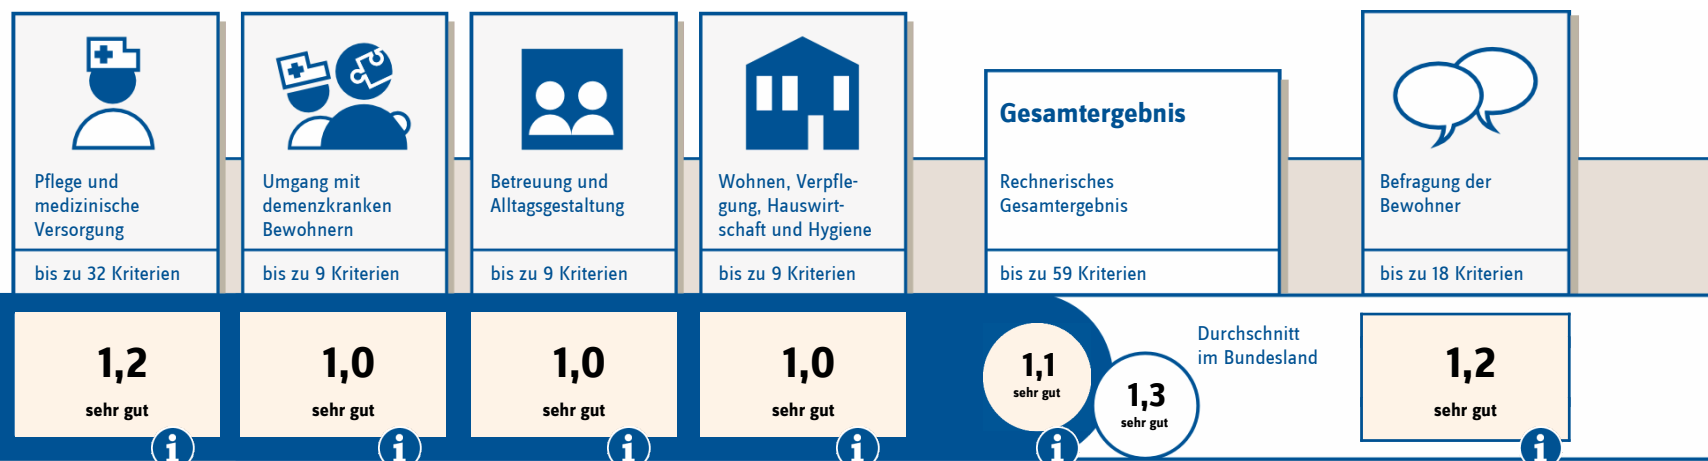 Pflege und
medizinische
Versorgung
bis zu 32 Kriterien
1,2
sehr gut
Umgang mit
demenzkranken
Bewohnern
bis zu 9 Kriterien
1,0
sehr gut
Betreuung und
Alltagsgestaltung
bis zu 9 Kriterien
1,0
sehr gut
Wohnen, Verpfle-
gung, Hauswirt-
schaft und Hygiene
bis zu 9 Kriterien
1,0
sehr gut
Gesamtergebnis
Rechnerisches
Gesamtergebnis
bis zu 59 Kriterien
1,1
sehr gut
Durchschnitt
im Bundesland
1,3
sehr gut
Befragung der
Bewohner
bis zu 18 Kriterien
1,2
sehr gut